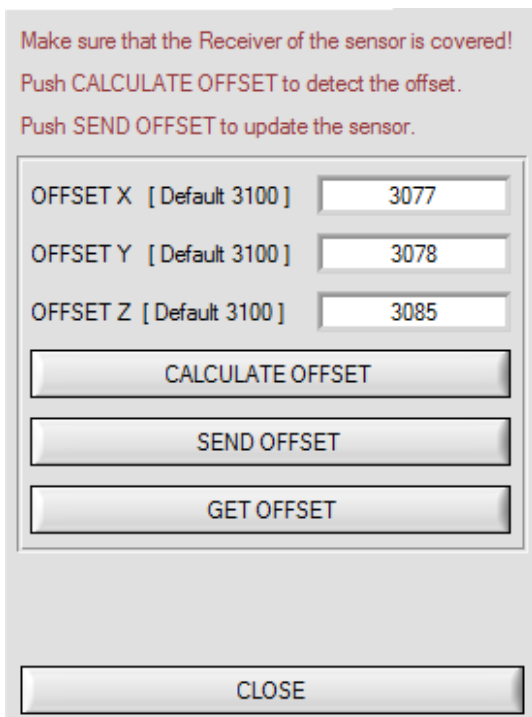 Make sure that the Receiver of the sensor is covered!
Push CALCULATE OFFSET to detect the offset.
Push SEND OFFSET to update the sensor.
OFFSET X [ Default 3100 ] 3077
OFFSET Y [ Default 3100 ] 3078
OFFSET Z [ Default 3100 ] 3085
CALCULATE OFFSET
SEND OFFSET
GET OFFSET
CLOSE